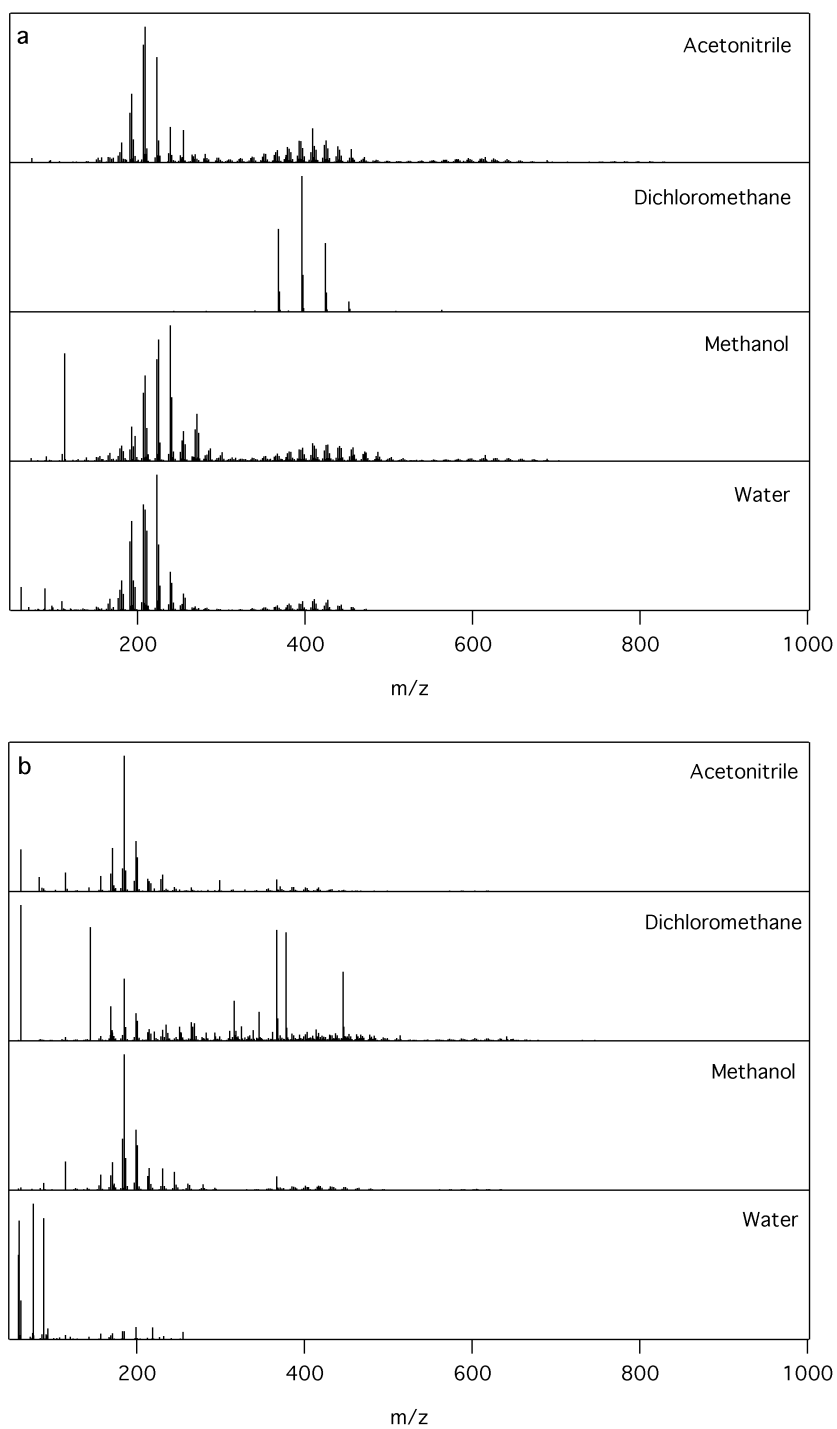 a
Acetonitrile
Dichloromethane
Methanol
Water
200 400 600 800 1000
m/z
b
Acetonitrile
Dichloromethane
Methanol
Water
200 400 600 800 1000
m/z